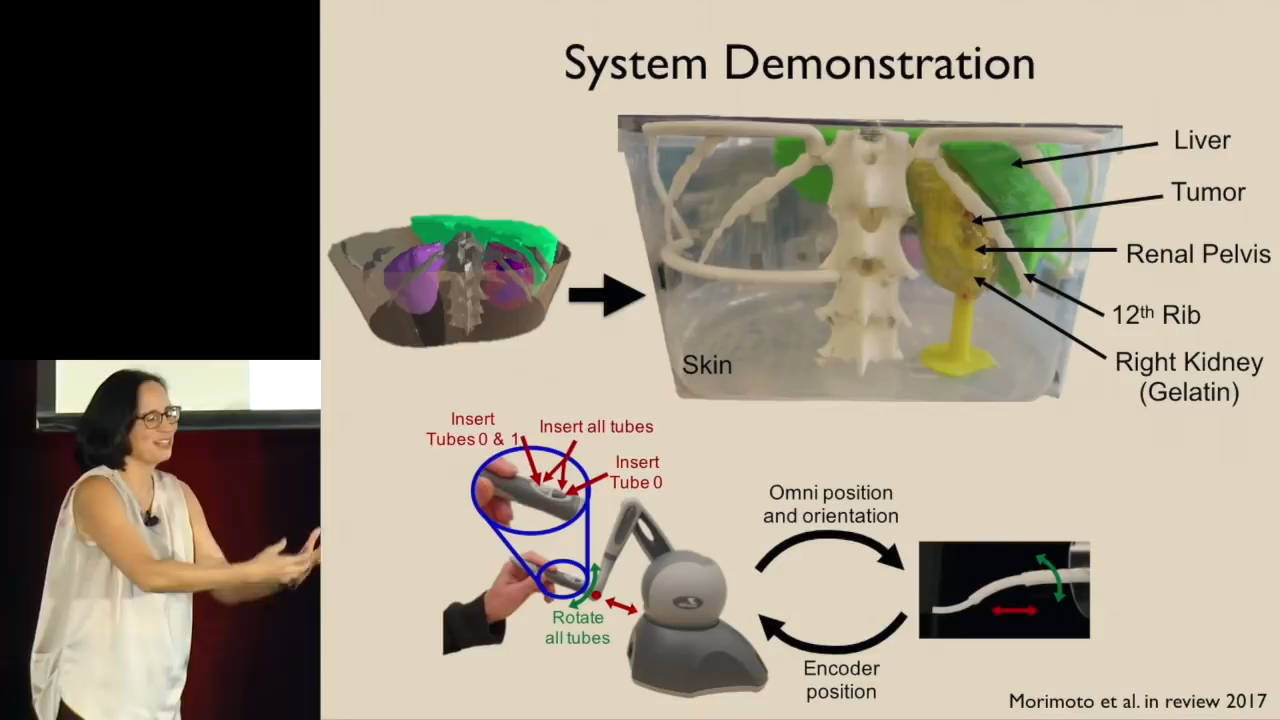 System Demonstration
Liver
Tumor
Renal Pelvis
12th Rib
Right Kidney
(Gelatin)
Skin
Insert
Tubes 0 & 1
Insert all tubes
Insert
Tube 0
Rotate
all tubes
Omni position
and orientation
Encoder
position
Morimoto et al. in review 2017